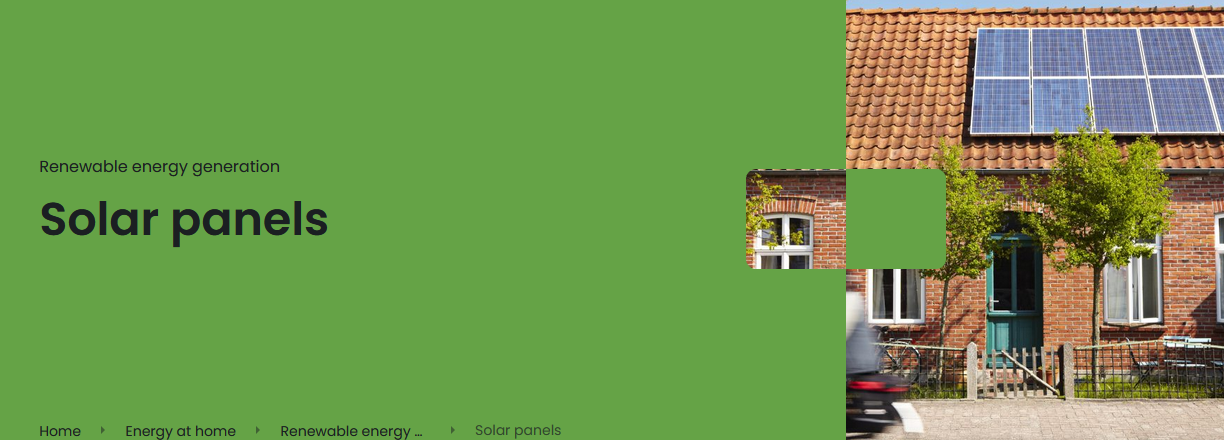 Renewable energy generation
Solar panels
Home
Energy at home
Renewable energy ...
Solar panels